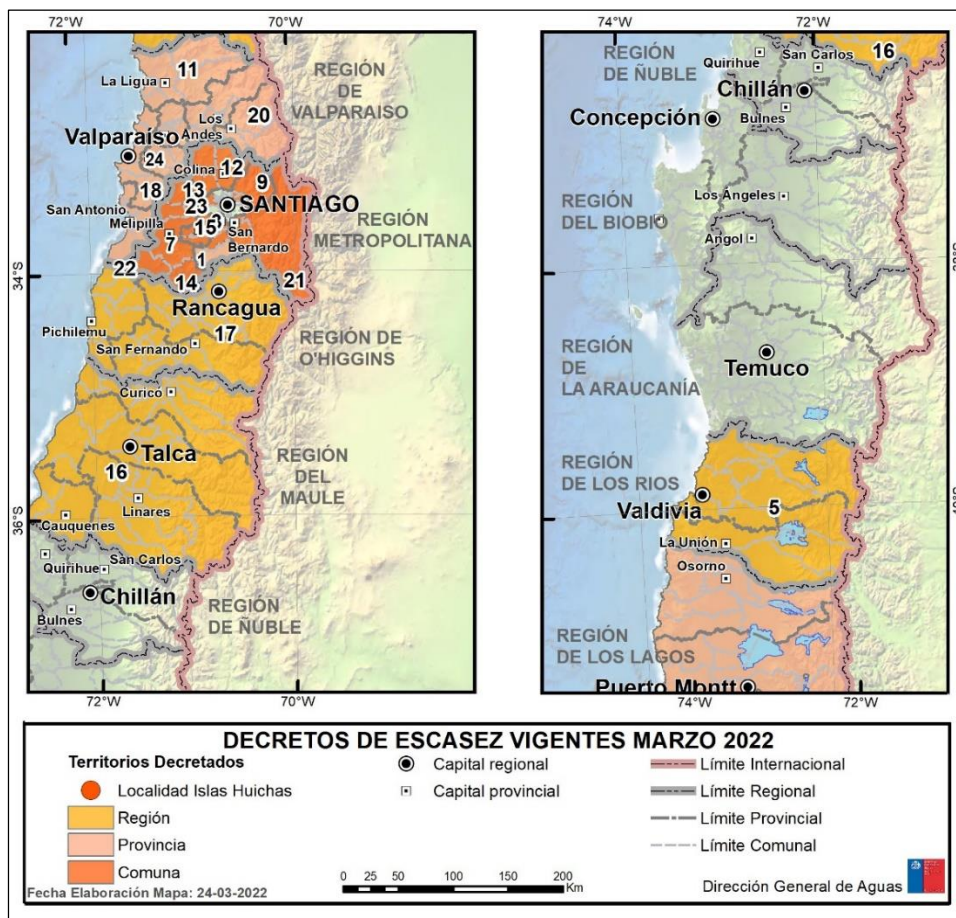 72°W
70°W
11
La Ligua
REGIÓN
DE
VALPARAISO
20
Los
Andes
Valparaíso
24
Colina
12
9
18
13
23
SANTIAGO
San Antonio
15
3
San
Bernardo
Melipilla
7
REGIÓN
METROPOLITANA
1
34°S
22
14
21
Rancagua
Pichilemu
17
San Fernando
REGIÓN DE
O'HIGGINS
Curicó
Talca
16
REGIÓN
DEL
MAULE
Linares
36°S
Cauquenes
San Carlos
Quirihue
Chillán
Bulnes
REGIÓN
DE ÑUBLE
72°W
70°W
74°W
72°W
REGIÓN
DE ÑUBLE
Quirihue
San Carlos
16
Chillán
Concepción
Bulnes
Los Ángeles
REGIÓN
DEL BIOBIO
Angol
REGIÓN
DE
LA ARAUCANÍA
Temuco
REGIÓN
DE LOS RIOS
Valdivia
5
La Unión
Osorno
REGIÓN
DE LOS LAGOS
Puerto Montt
74°W
72°W
DECRETOS DE ESCASEZ VIGENTES MARZO 2022
Territorios Decretados
Localidad Islas Huichas
Región
Provincia
Comuna
Capital regional
Capital provincial
Límite Internacional
Límite Regional
Límite Provincial
Límite Comunal
0 25 50 100 150 200
Km
Fecha Elaboración Mapa: 24-03-2022
Dirección General de Aguas